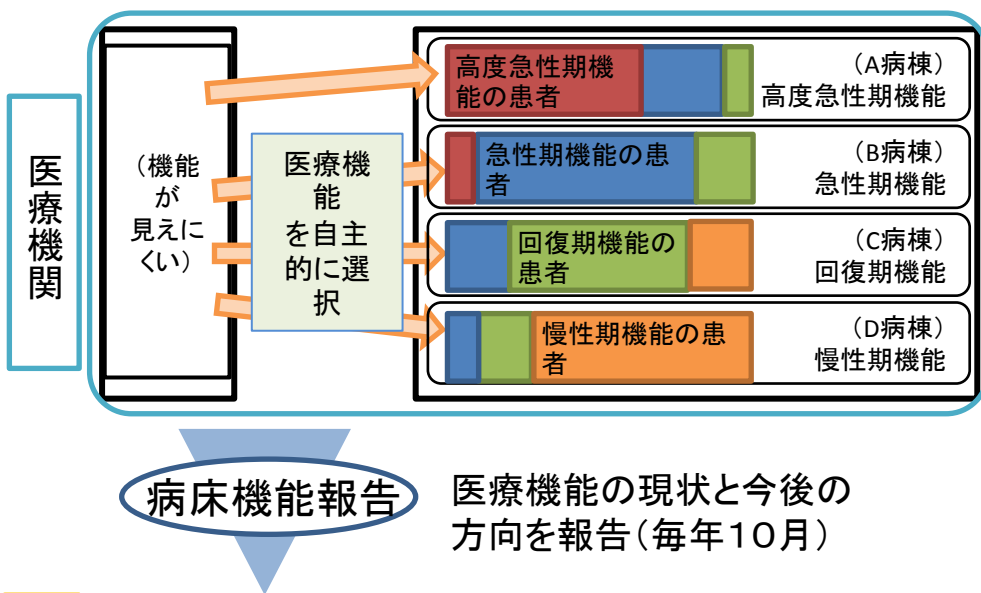 医療機関
（機能
が
見えに
くい）
医療機
能
を自主
的に選
択
高度急性期機
能の患者
（A病棟）
高度急性期機能
急性期機能の患
者
（B病棟）
急性期機能
回復期機能の
患者
（C病棟）
回復期機能
慢性期機能の患
者
（D病棟）
慢性期機能
病床機能報告
医療機能の現状と今後の
方向を報告（毎年１０月）